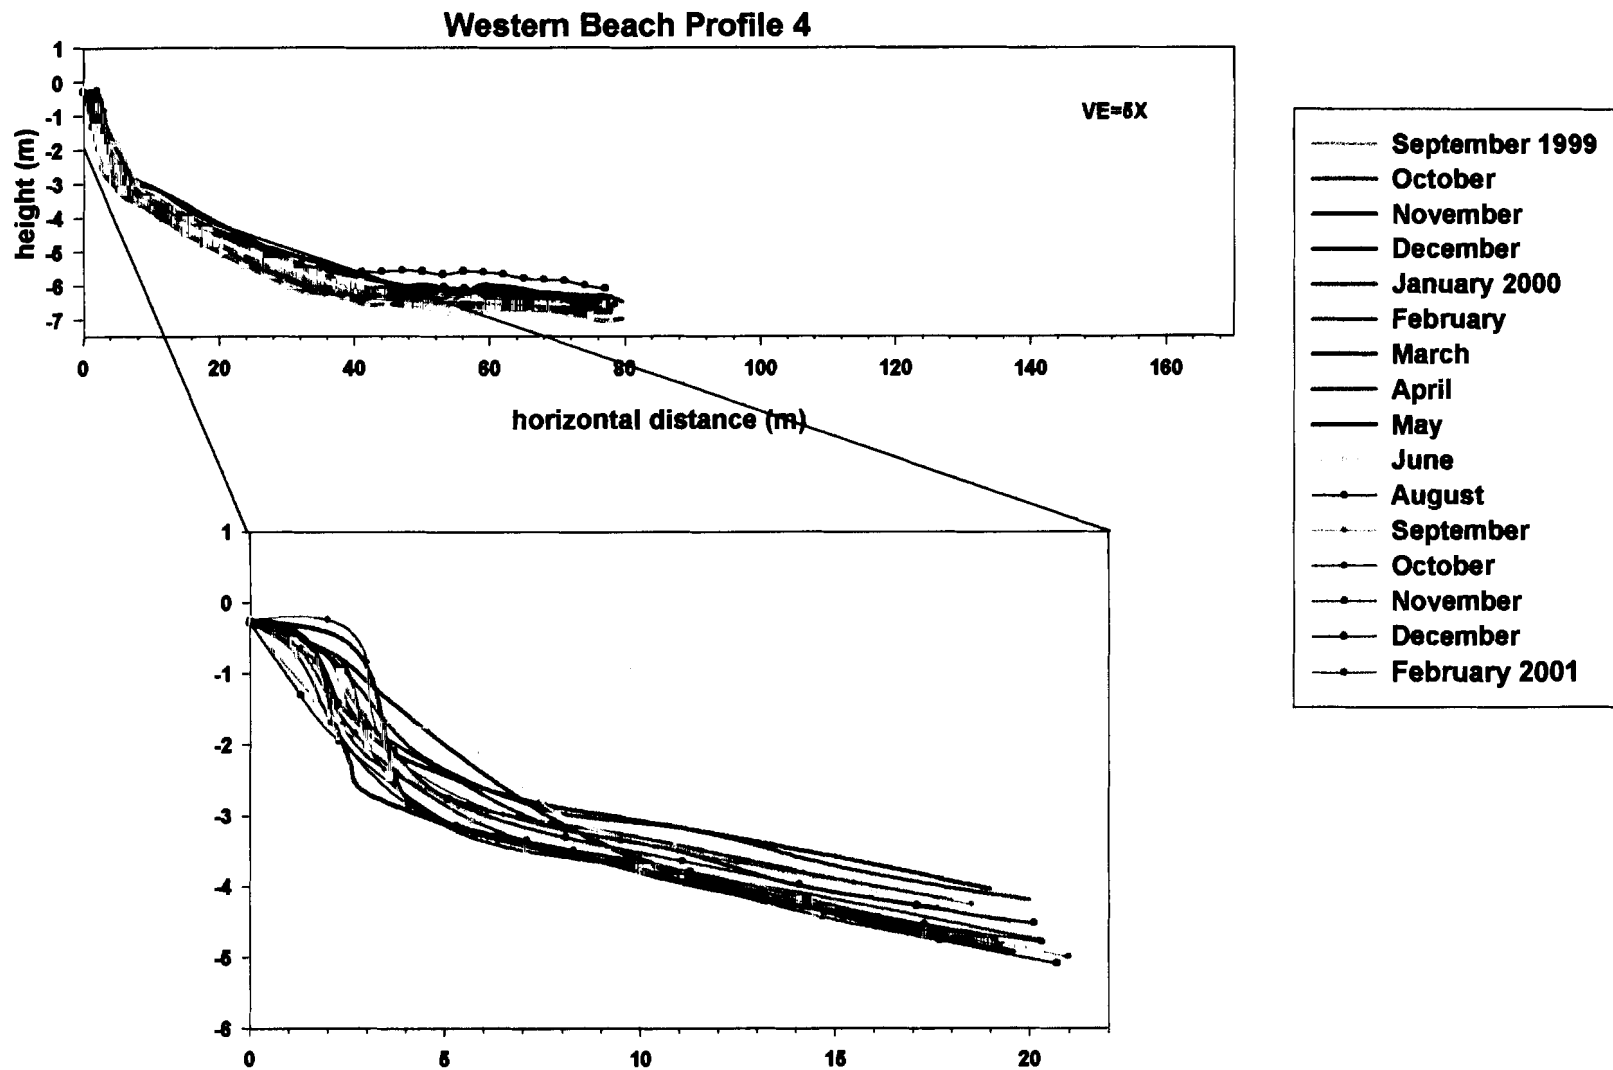 Western Beach Profile 4
1
0
-1
-2
-3
-4
-5
-6
-7
height (m)
VE=5X
0 20 40 60 80 100 120 140 160
horizontal distance (m)
September 1999
October
November
December
January 2000
February
March
April
May
June
August
September
October
November
December
February 2001
1
0
-1
-2
-3
-4
-5
-6
0 5 10 15 20